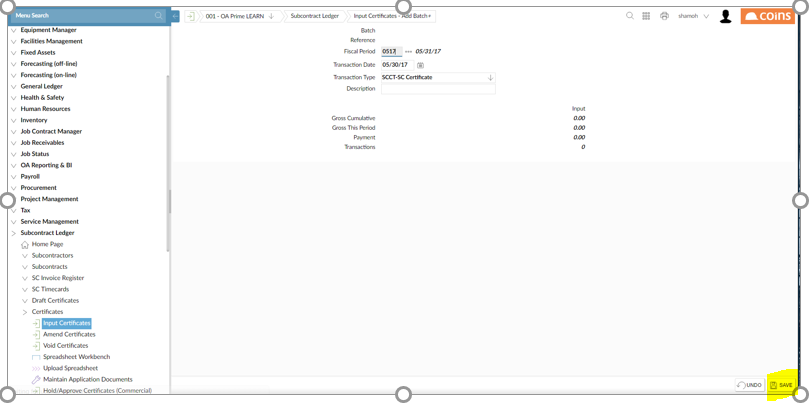 Menu Search
001 - OA Prime LEARN
Subcontract Ledger
Input Certificates - Add Batch+
shamoh
coins
Equipment Manager
Facilities Management
Fixed Assets
Forecasting (off-line)
Forecasting (on-line)
General Ledger
Health & Safety
Human Resources
Inventory
Job Contract Manager
Job Receivables
Job Status
OA Reporting & BI
Payroll
Procurement
Project Management
Tax
Service Management
Subcontract Ledger
Home Page
Subcontractors
Subcontracts
SC Invoice Register
SC Timecards
Draft Certificates
Certificates
Input Certificates
Amend Certificates
Void Certificates
Spreadsheet Workbench
Upload Spreadsheet
Maintain Application Documents
Hold/Approve Certificates (Commercial)
Batch
Reference
Fiscal Period 0517 05/31/17
Transaction Date 05/30/17
Transaction Type SCCT-SC Certificate
Description
Input
Gross Cumulative 0.00
Gross This Period 0.00
Payment 0.00
Transactions 0
UNDO
SAVE